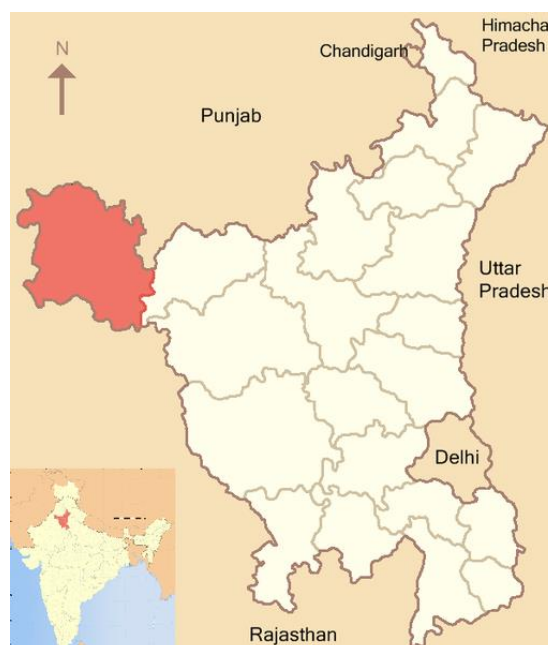 Himacha
Pradesh
Chandigarh
N
Punjab
Uttar
Pradesh
Delhi
Rajasthan